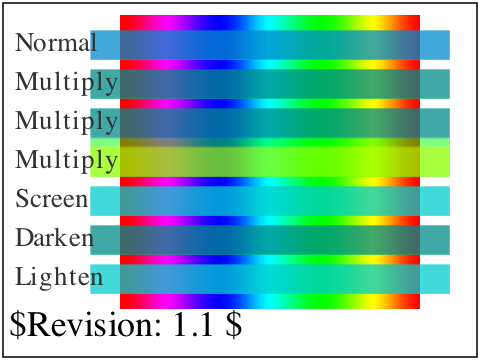 Normal
Multiply
Multiply
Multiply
Screen
Darken
Lighten
$Revision: 1.1 $